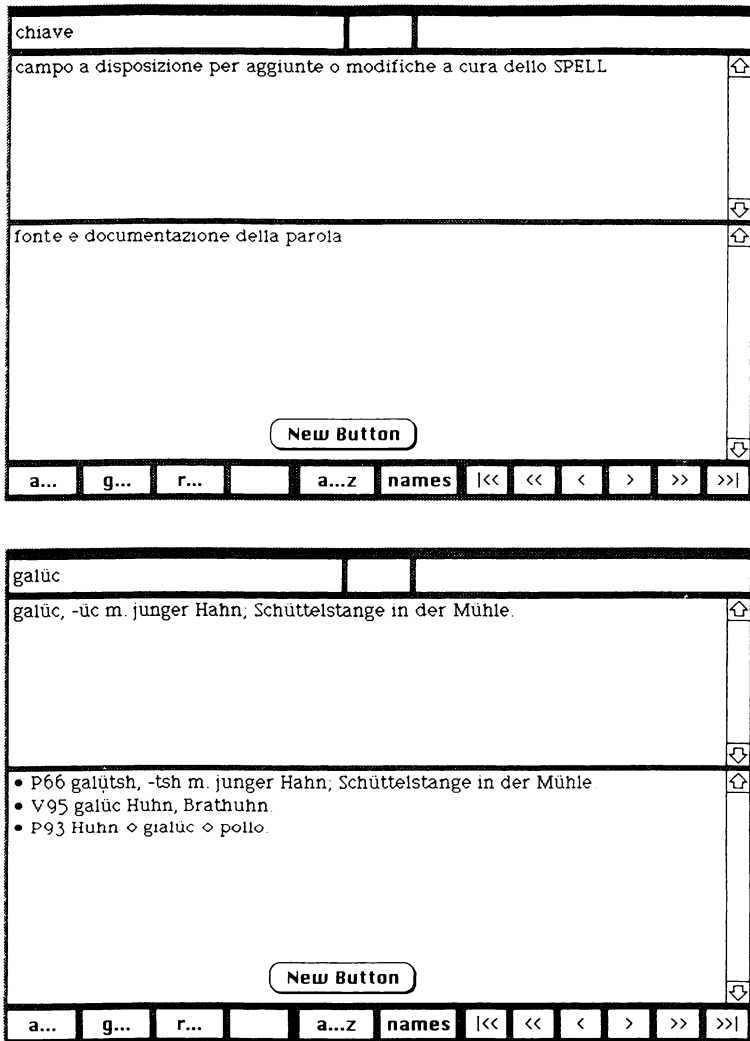 chiave
campo a disposizione per aggiunte o modifiche a cura dello SPELL
fonte e documentazione della parola
New Button
a... g... r... a...z names |<< << < > >> >>|
galüc
galüc, -üc m. junger Hahn; Schüttelstange in der Mühle.
• P66 galụ̈tsh, -tsh m. junger Hahn; Schüttelstange in der Mühle.
• V95 galüc Huhn, Brathuhn.
• P93 Huhn ◇ gialüc ◇ pollo.
New Button
a... g... r... a...z names |<< << < > >> >>|